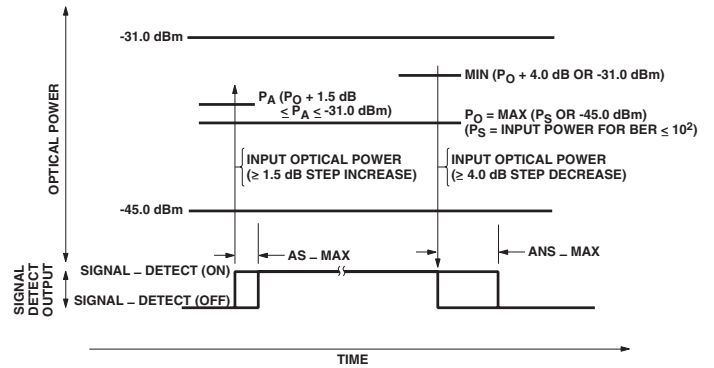 -31.0 dBm
MIN (PO + 4.0 dB OR -31.0 dBm)
PA (PO + 1.5 dB
≤ PA ≤ -31.0 dBm)
PO = MAX (PS OR -45.0 dBm)
(PS = INPUT POWER FOR BER ≤ 10²)
OPTICAL POWER
INPUT OPTICAL POWER
(≥ 1.5 dB STEP INCREASE)
INPUT OPTICAL POWER
(≥ 4.0 dB STEP DECREASE)
-45.0 dBm
AS – MAX
ANS – MAX
SIGNAL – DETECT (ON)
SIGNAL – DETECT (OFF)
SIGNAL
DETECT
OUTPUT
TIME